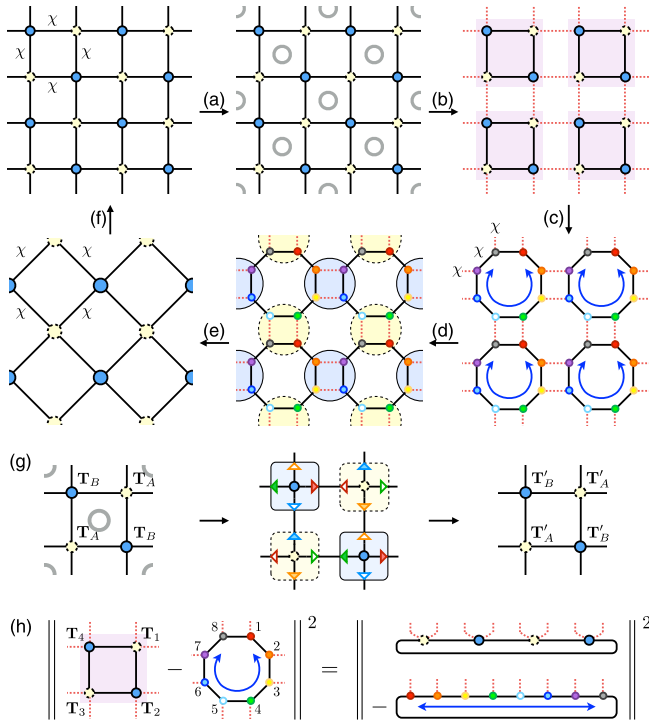 χ
χ χ
χ
(a)
(b)
(c)
(f)
χ χ
χ χ
(e)
(d)
χ
χ
(g)
T_B T_A
T_A T_B
T'_B T'_A
T'_A T'_B
(h)
T_4 T_1
T_3 T_2
−
8 1
7 2
6 3
5 4
2
=
−
2